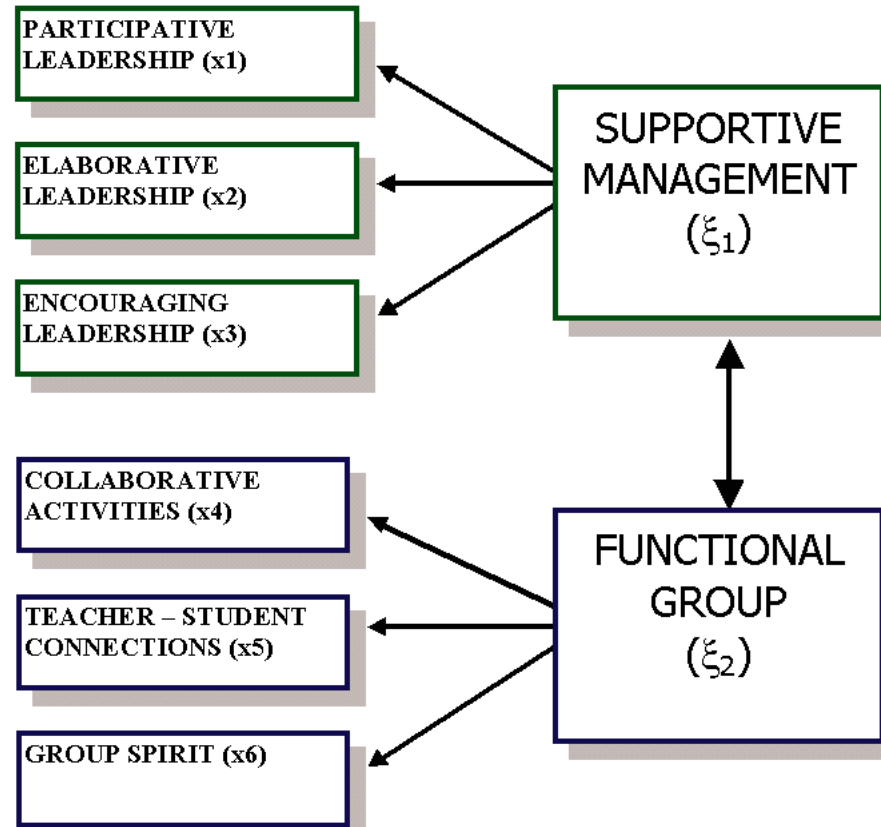 PARTICIPATIVE
LEADERSHIP (x1)
ELABORATIVE
LEADERSHIP (x2)
ENCOURAGING
LEADERSHIP (x3)
SUPPORTIVE
MANAGEMENT
(ξ₁)
COLLABORATIVE
ACTIVITIES (x4)
TEACHER – STUDENT
CONNECTIONS (x5)
GROUP SPIRIT (x6)
FUNCTIONAL
GROUP
(ξ₂)